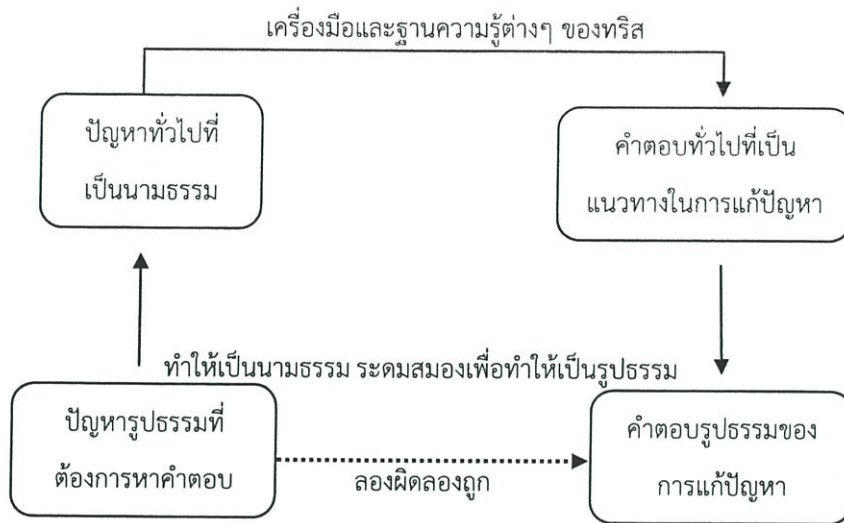 เครื่องมือและฐานความรู้ต่างๆ ของทริส
ปัญหาทั่วไปที่
เป็นนามธรรม
คำตอบทั่วไปที่เป็น
แนวทางในการแก้ปัญหา
ทำให้เป็นนามธรรม ระดมสมองเพื่อทำให้เป็นรูปธรรม
ปัญหารูปธรรมที่
ต้องการหาคำตอบ
ลองผิดลองถูก
คำตอบรูปธรรมของ
การแก้ปัญหา